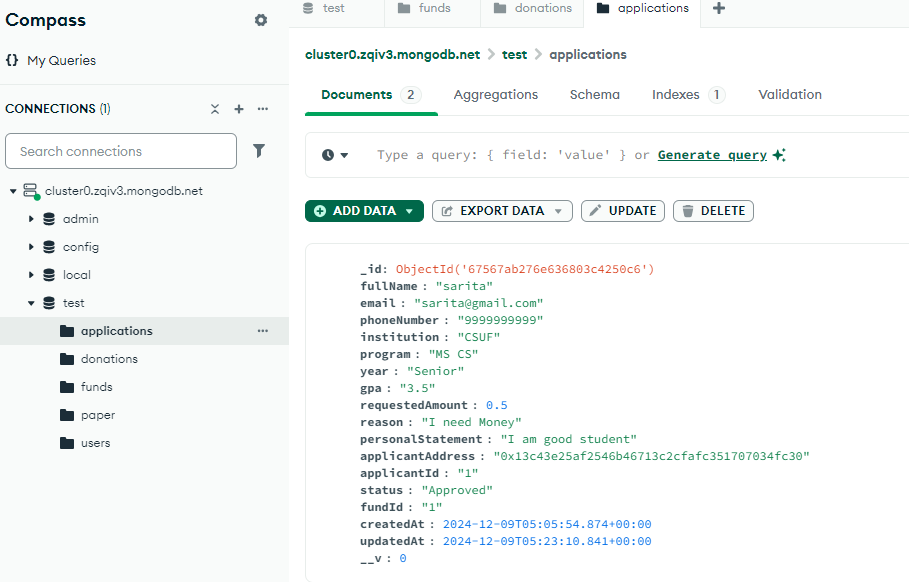 Compass
My Queries
CONNECTIONS (1)
Search connections
cluster0.zqiv3.mongodb.net
admin
config
local
test
applications
donations
funds
paper
users
test funds donations applications
cluster0.zqiv3.mongodb.net > test > applications
Documents 2 Aggregations Schema Indexes 1 Validation
Type a query: { field: 'value' } or Generate query
ADD DATA EXPORT DATA UPDATE DELETE
_id: ObjectId('67567ab276e636803c4250c6')
fullName : "sarita"
email : "sarita@gmail.com"
phoneNumber : "9999999999"
institution : "CSUF"
program : "MS CS"
year : "Senior"
gpa : "3.5"
requestedAmount : 0.5
reason : "I need Money"
personalStatement : "I am good student"
applicantAddress : "0x13c43e25af2546b46713c2cfafc351707034fc30"
applicantId : "1"
status : "Approved"
fundId : "1"
createdAt : 2024-12-09T05:05:54.874+00:00
updatedAt : 2024-12-09T05:23:10.841+00:00
__v : 0